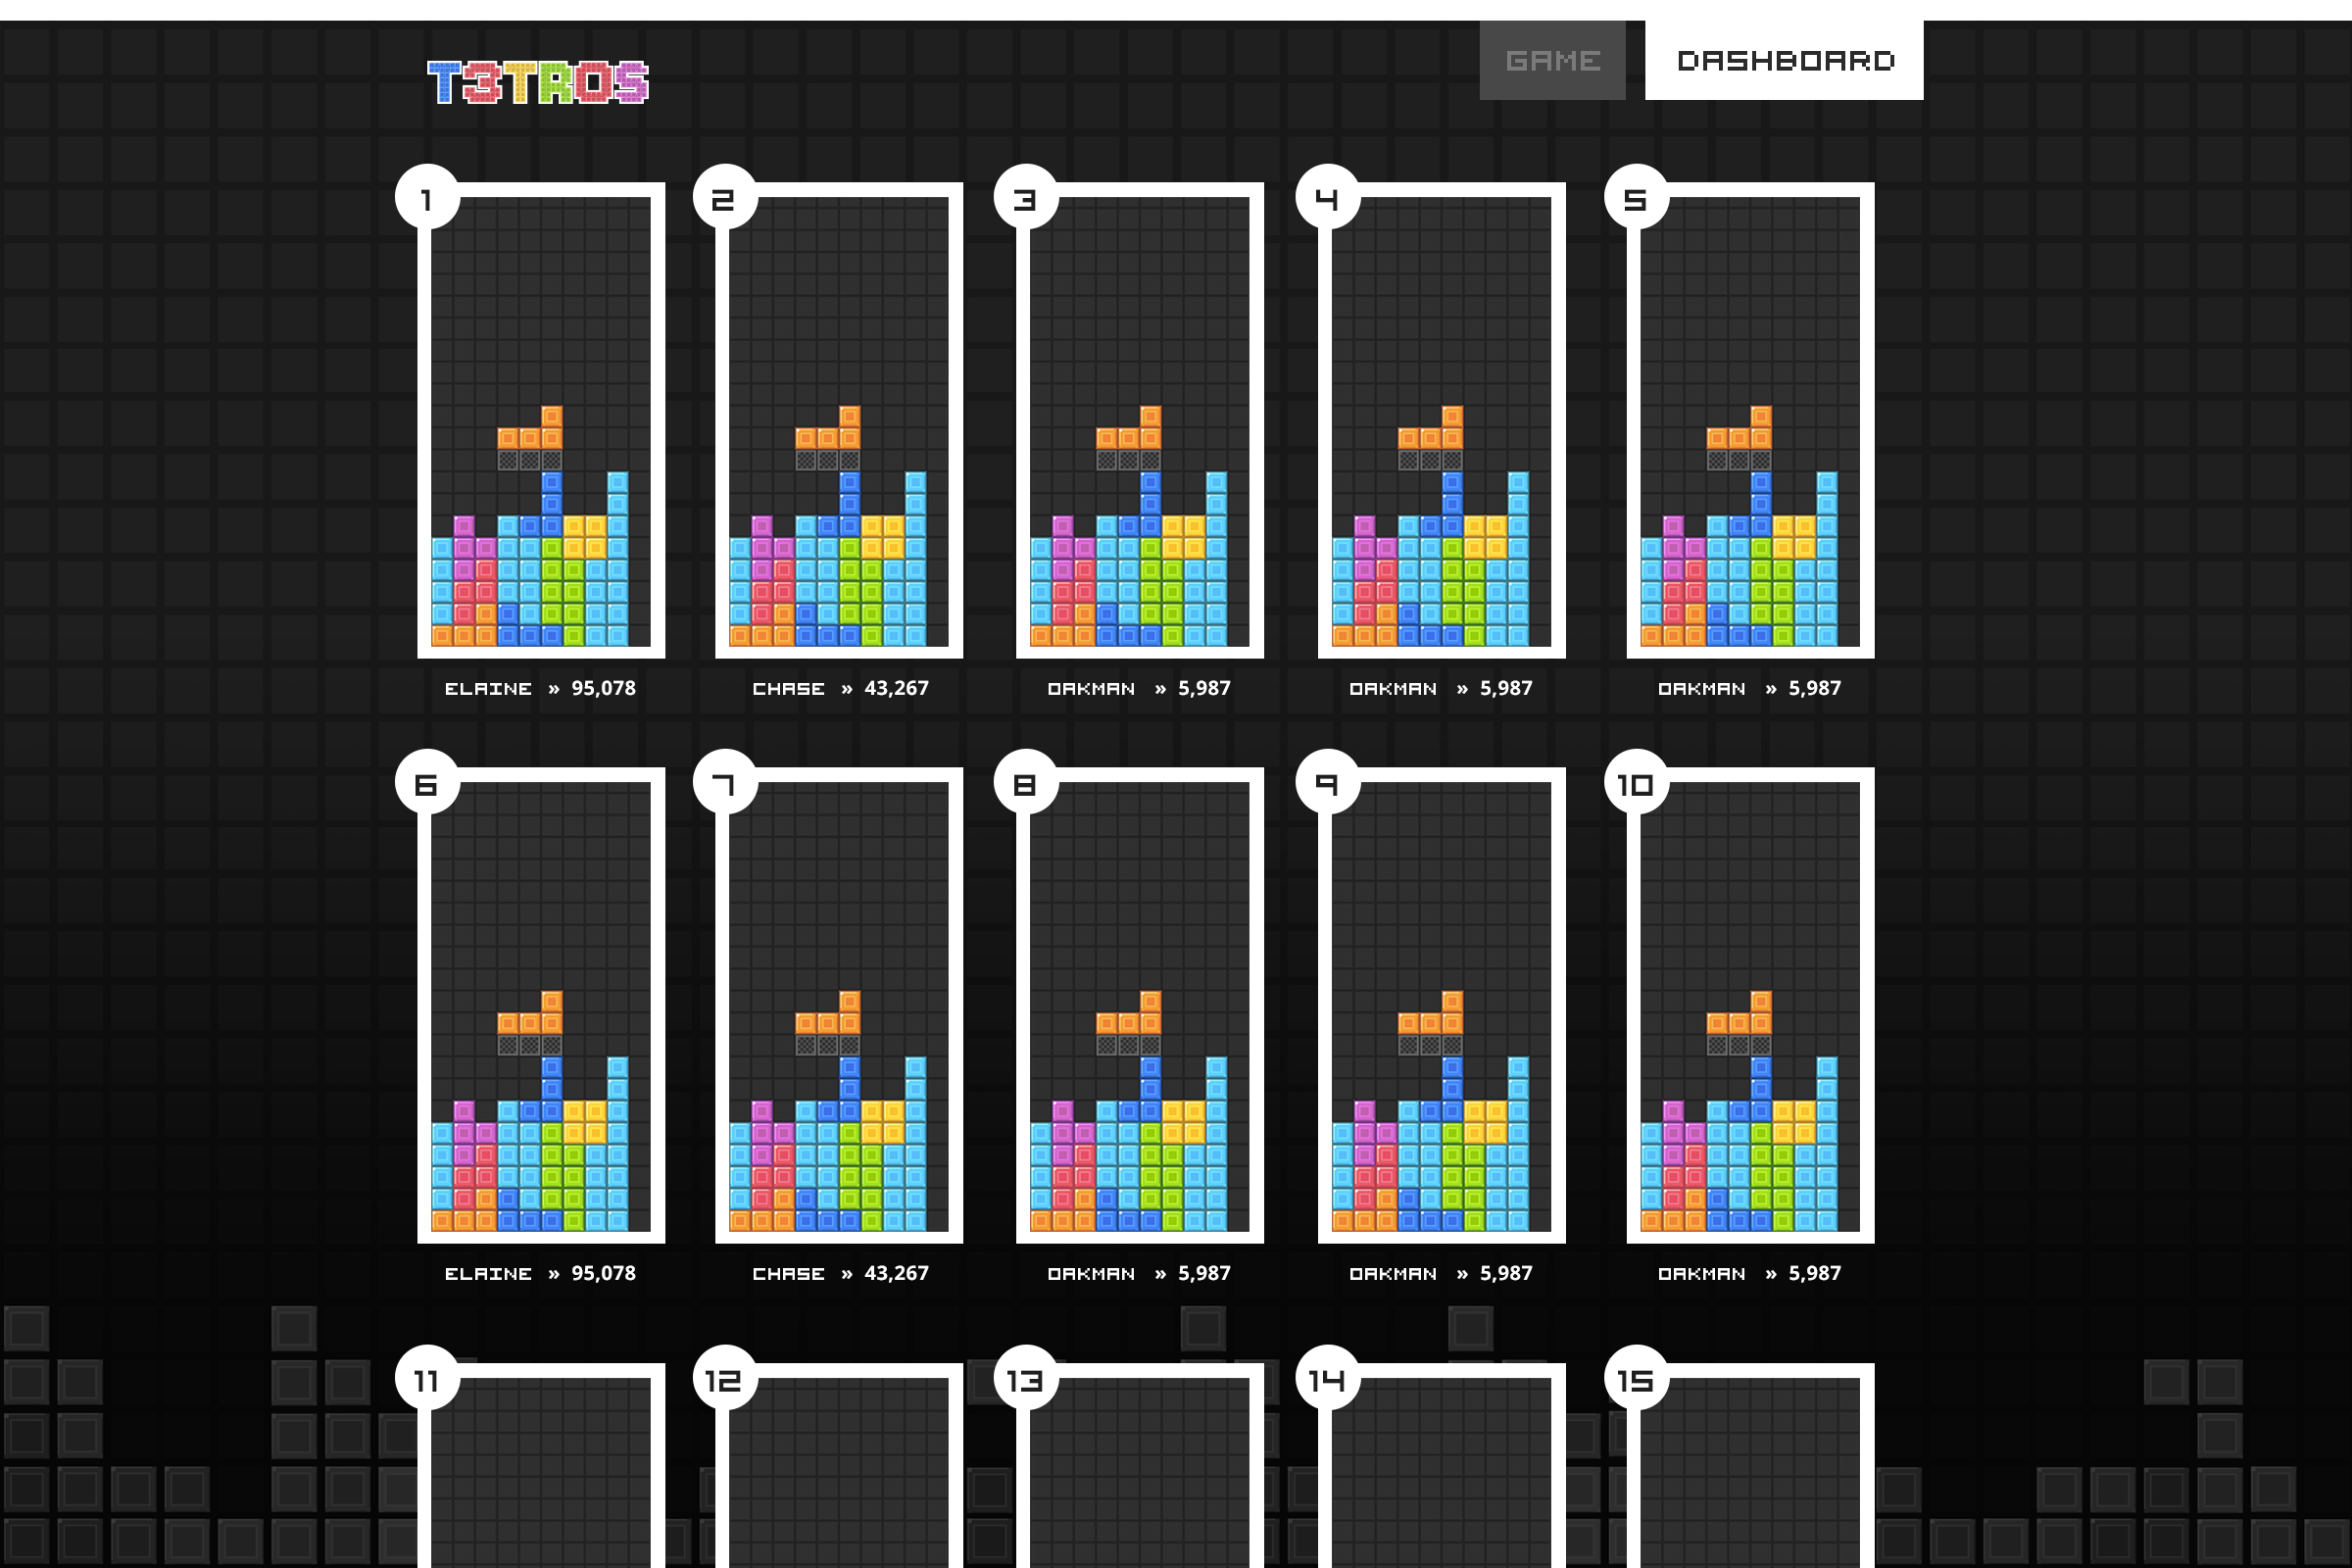 T3TROS
GAME
DASHBOARD
1
2
3
4
5
ELAINE » 95,078
CHASE » 43,267
OAKMAN » 5,987
OAKMAN » 5,987
OAKMAN » 5,987
6
7
8
9
10
ELAINE » 95,078
CHASE » 43,267
OAKMAN » 5,987
OAKMAN » 5,987
OAKMAN » 5,987
11
12
13
14
15